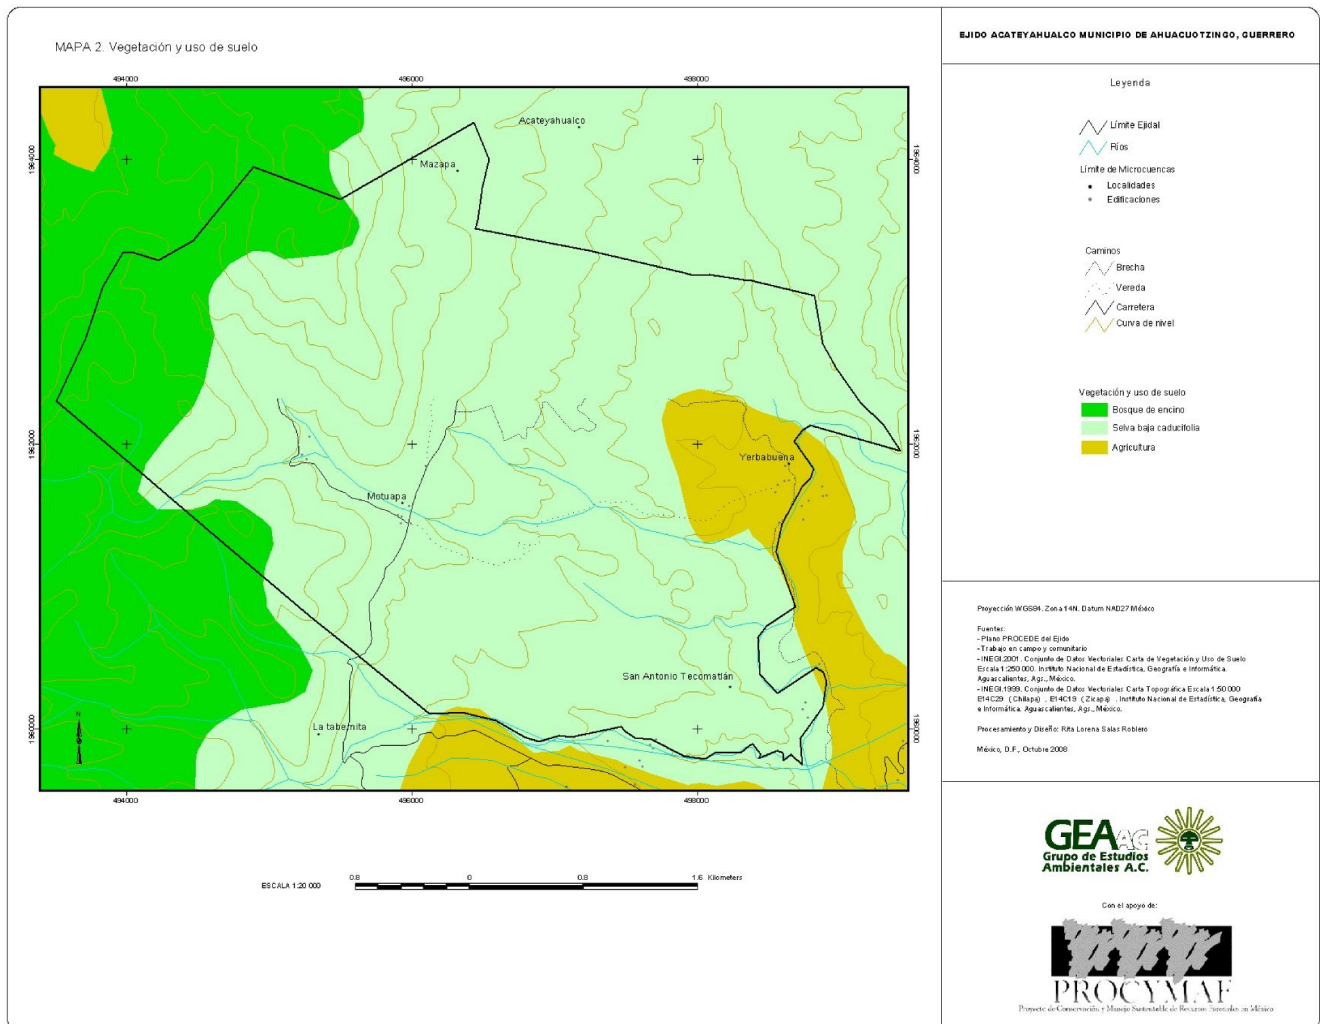 MAPA 2. Vegetación y uso de suelo
EJIDO ACATEYAHUALCO MUNICIPIO DE AHUACUOTZINGO, GUERRERO
494000
496000
498000
1964000
1964000
1962000
1962000
1960000
1960000
Acateyahualco
Mazapa
Yerbabuena
Motuapa
San Antonio Tecomatlán
La tabernita
N
494000
496000
498000
ESCALA 1:20 000
0.8 0 0.8 1.6 Kilometers
Leyenda
Límite Ejidal
Ríos
Límite de Microcuencas
Localidades
Edificaciones
Caminos
Brecha
Vereda
Carretera
Curva de nivel
Vegetación y uso de suelo
Bosque de encino
Selva baja caducifolia
Agricultura
Proyección WGS84. Zona 14N. Datum NAD27 México
Fuentes:
- Plano PROCEDE del Ejido
- Trabajo en campo y comunitario
- INEGI.2001. Conjunto de Datos Vectoriales Carta de Vegetación y Uso de Suelo
Escala 1:250 000. Instituto Nacional de Estadística, Geografía e Informática.
Aguascalientes, Ags., México.
- INEGI.1999. Conjunto de Datos Vectoriales Carta Topográfica Escala 1:50 000
E14C29 (Chilapa) , E14C19 (Zicapa) . Instituto Nacional de Estadística, Geografía
e Informática. Aguascalientes, Ags., México.
Procesamiento y Diseño: Rita Lorena Salas Roblero
México, D.F., Octubre 2008
GEA AC
Grupo de Estudios
Ambientales A.C.
Con el apoyo de:
PROCYMAF
Proyecto de Conservación y Manejo Sustentable de Recursos Forestales en México